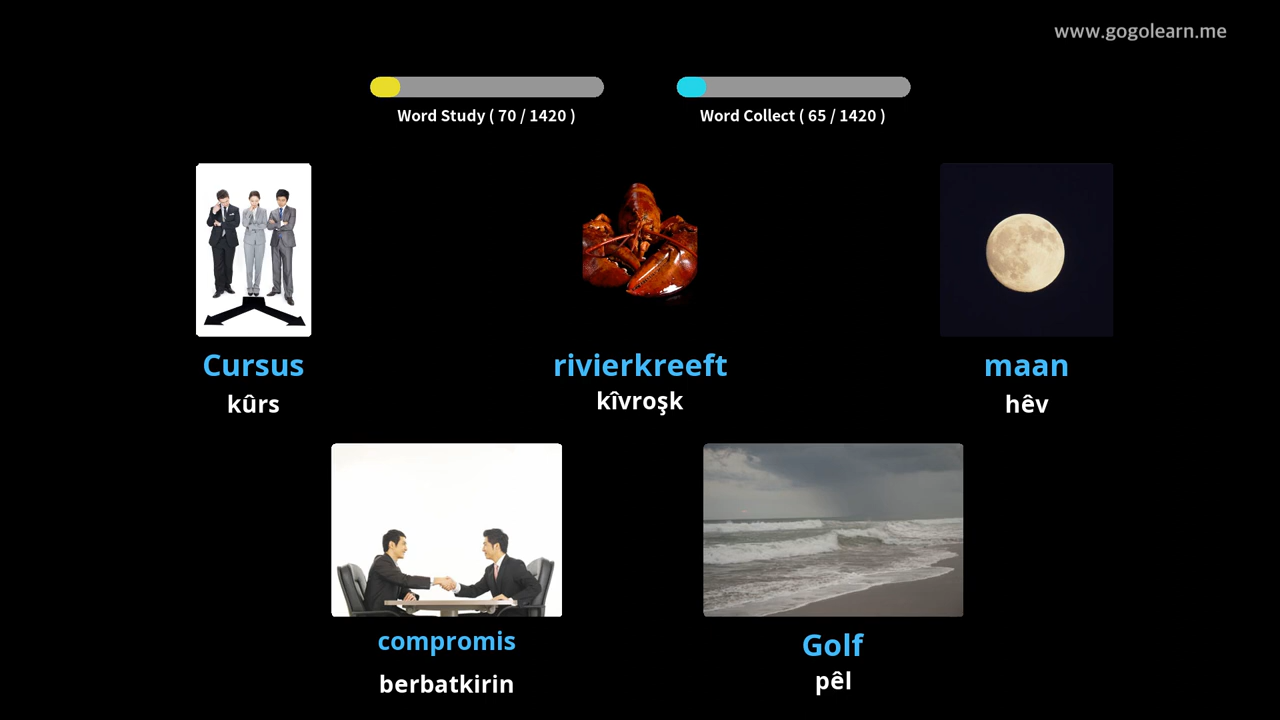 www.gogolearn.me
Word Study ( 70 / 1420 )
Word Collect ( 65 / 1420 )
Cursus
kûrs
rivierkreeft
kîvroşk
maan
hêv
compromis
berbatkirin
Golf
pêl